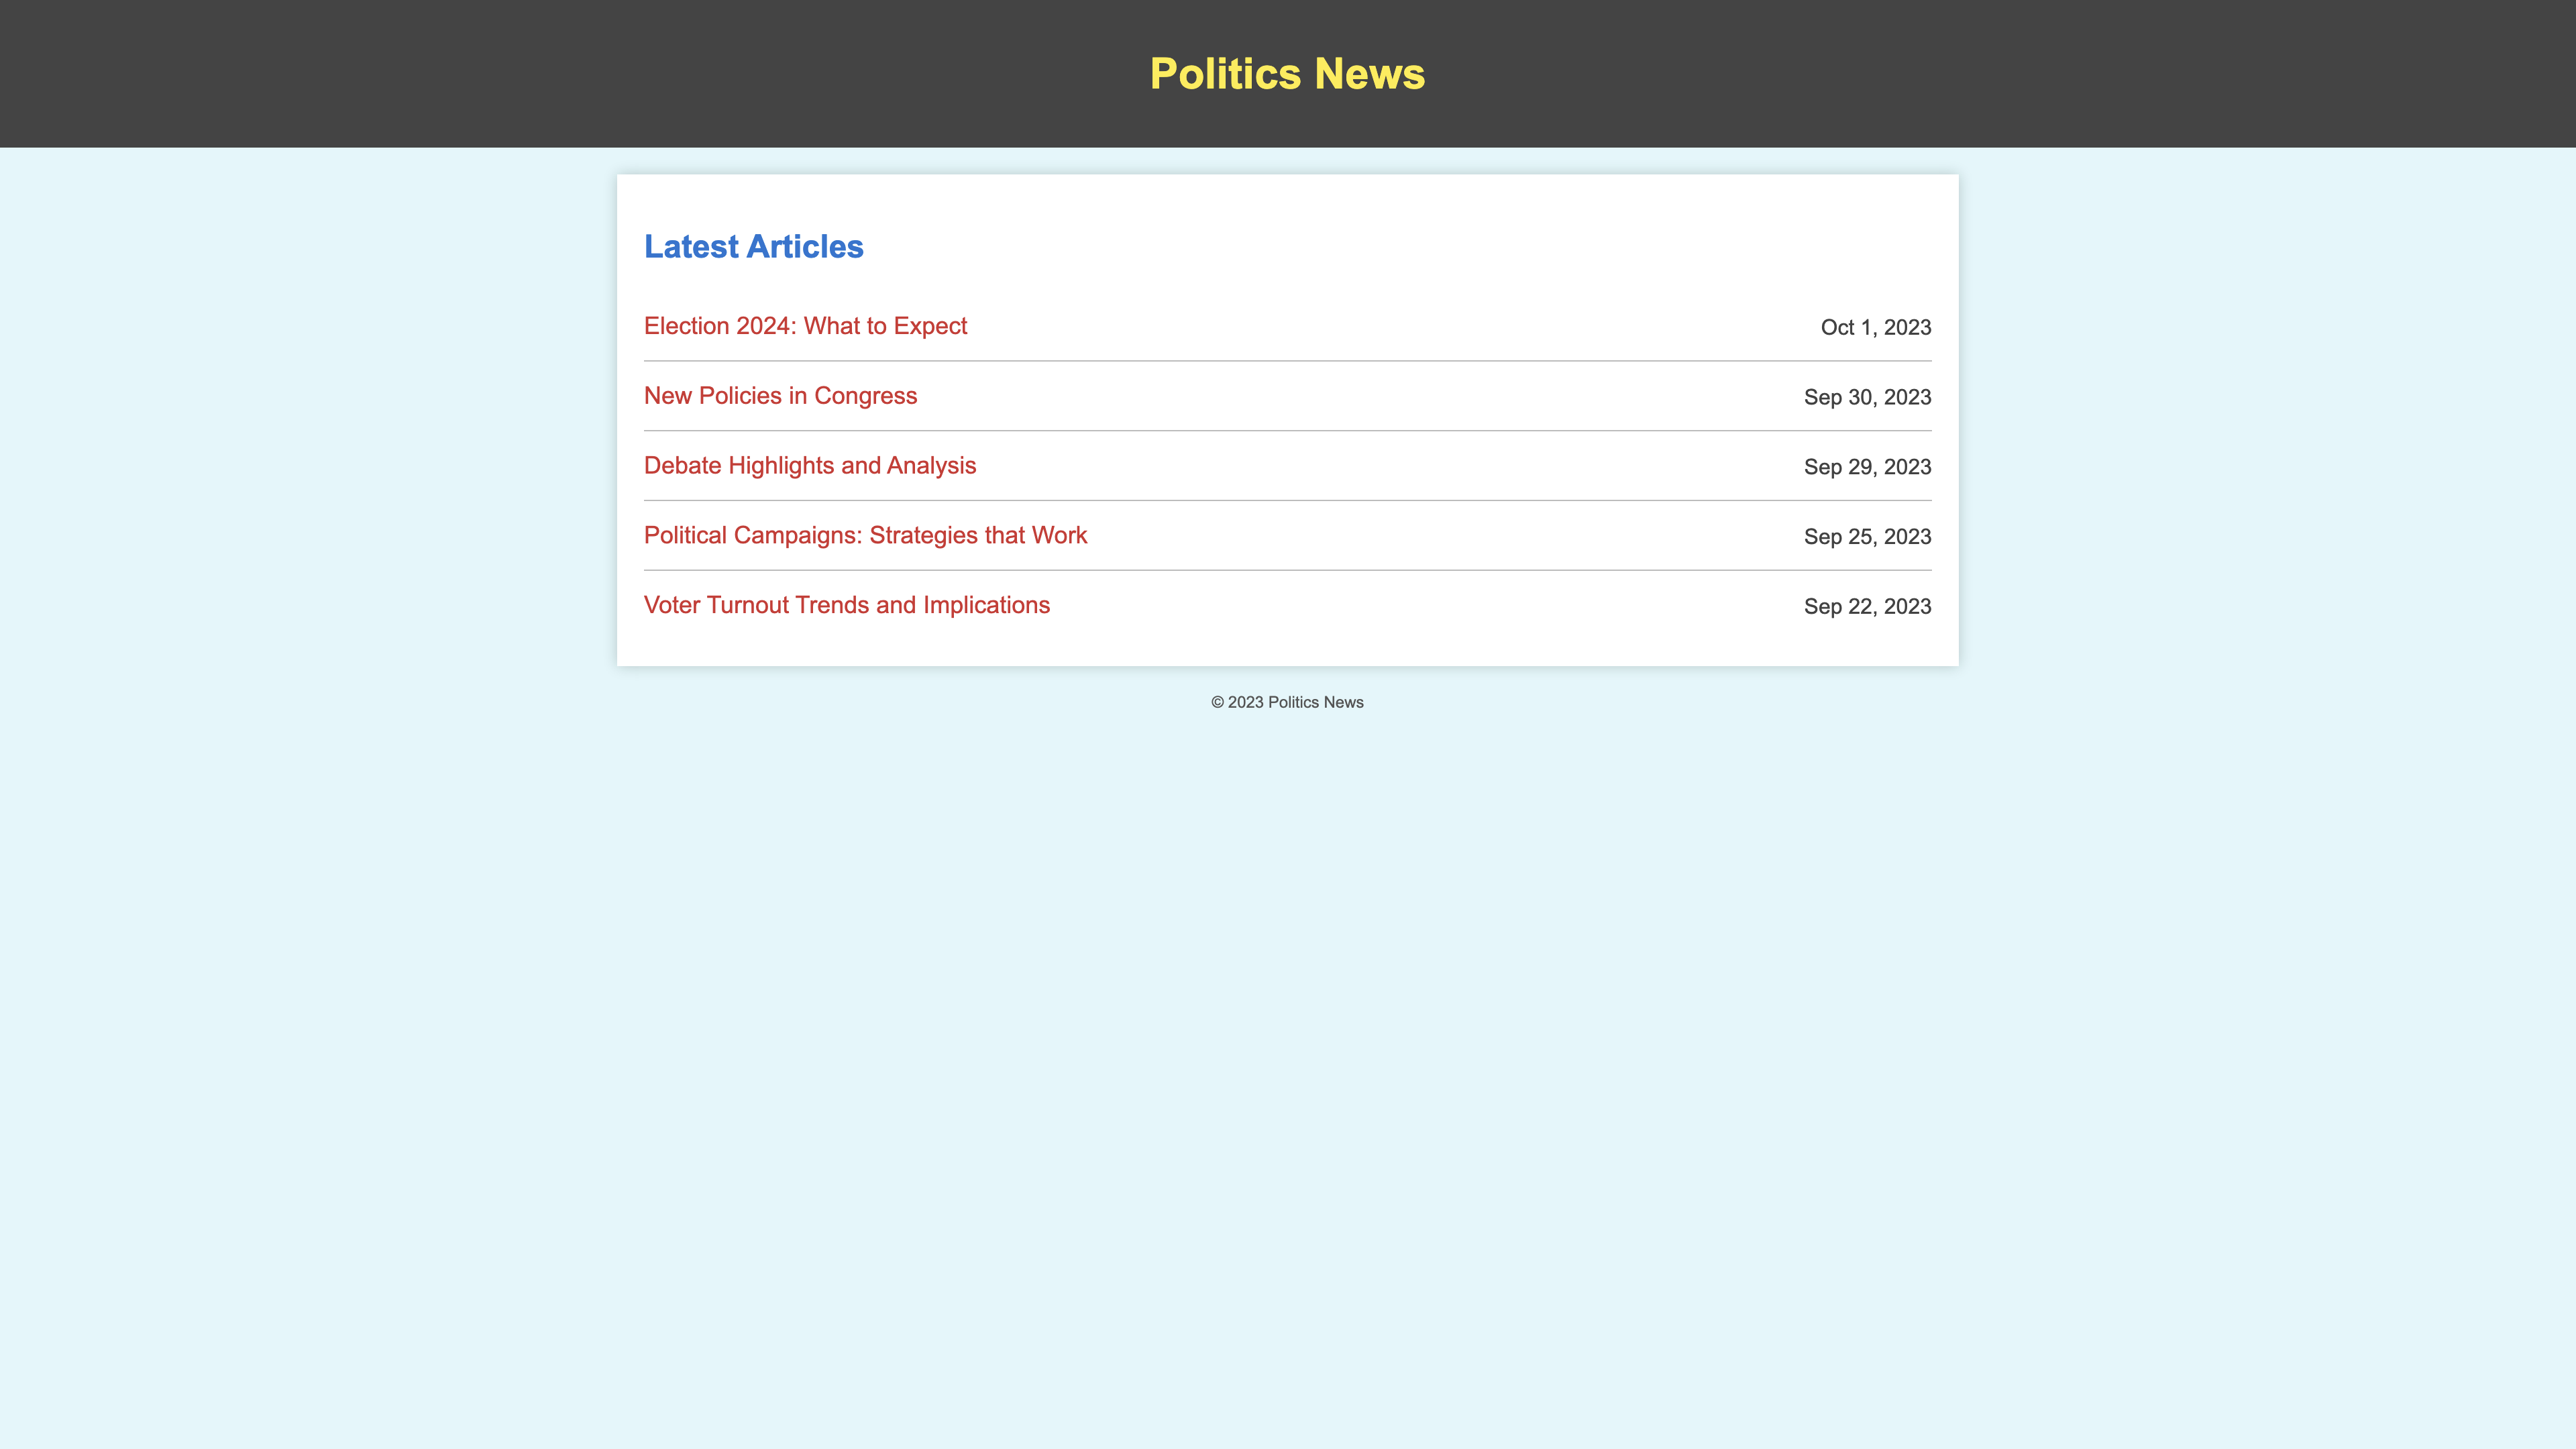 Politics News
Latest Articles
Election 2024: What to Expect Oct 1, 2023
New Policies in Congress Sep 30, 2023
Debate Highlights and Analysis Sep 29, 2023
Political Campaigns: Strategies that Work Sep 25, 2023
Voter Turnout Trends and Implications Sep 22, 2023
© 2023 Politics News